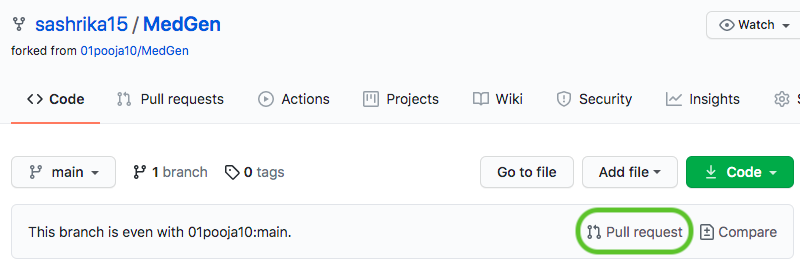 sashrika15 / MedGen
Watch
forked from 01pooja10/MedGen
Code Pull requests Actions Projects Wiki Security Insights S
main 1 branch 0 tags Go to file Add file Code
This branch is even with 01pooja10:main. Pull request Compare